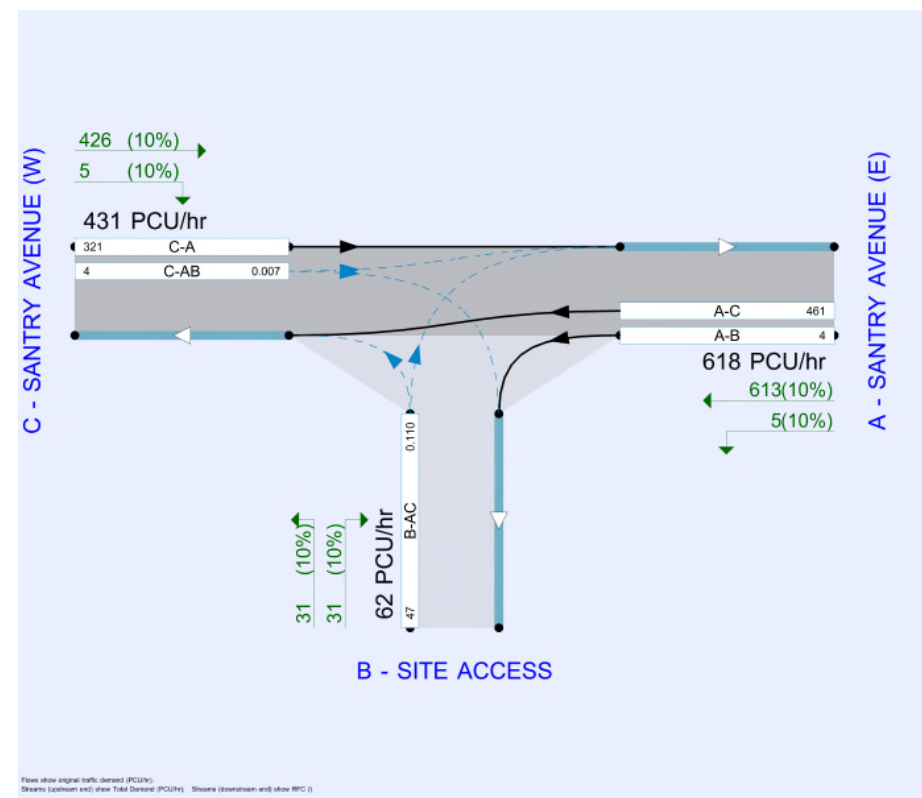 426 (10%)
5 (10%)
431 PCU/hr
321 C-A
4 C-AB 0.007
C - SANTRY AVENUE (W)
A - SANTRY AVENUE (E)
A-C 461
A-B 4
618 PCU/hr
613(10%)
5(10%)
0.110
B-AC
47
62 PCU/hr
31 (10%)
31 (10%)
B - SITE ACCESS
Flows show original traffic demand (PCU/hr).
Streams (upstream end) show Total Demand (PCU/hr); Streams (downstream end) show RFC ()